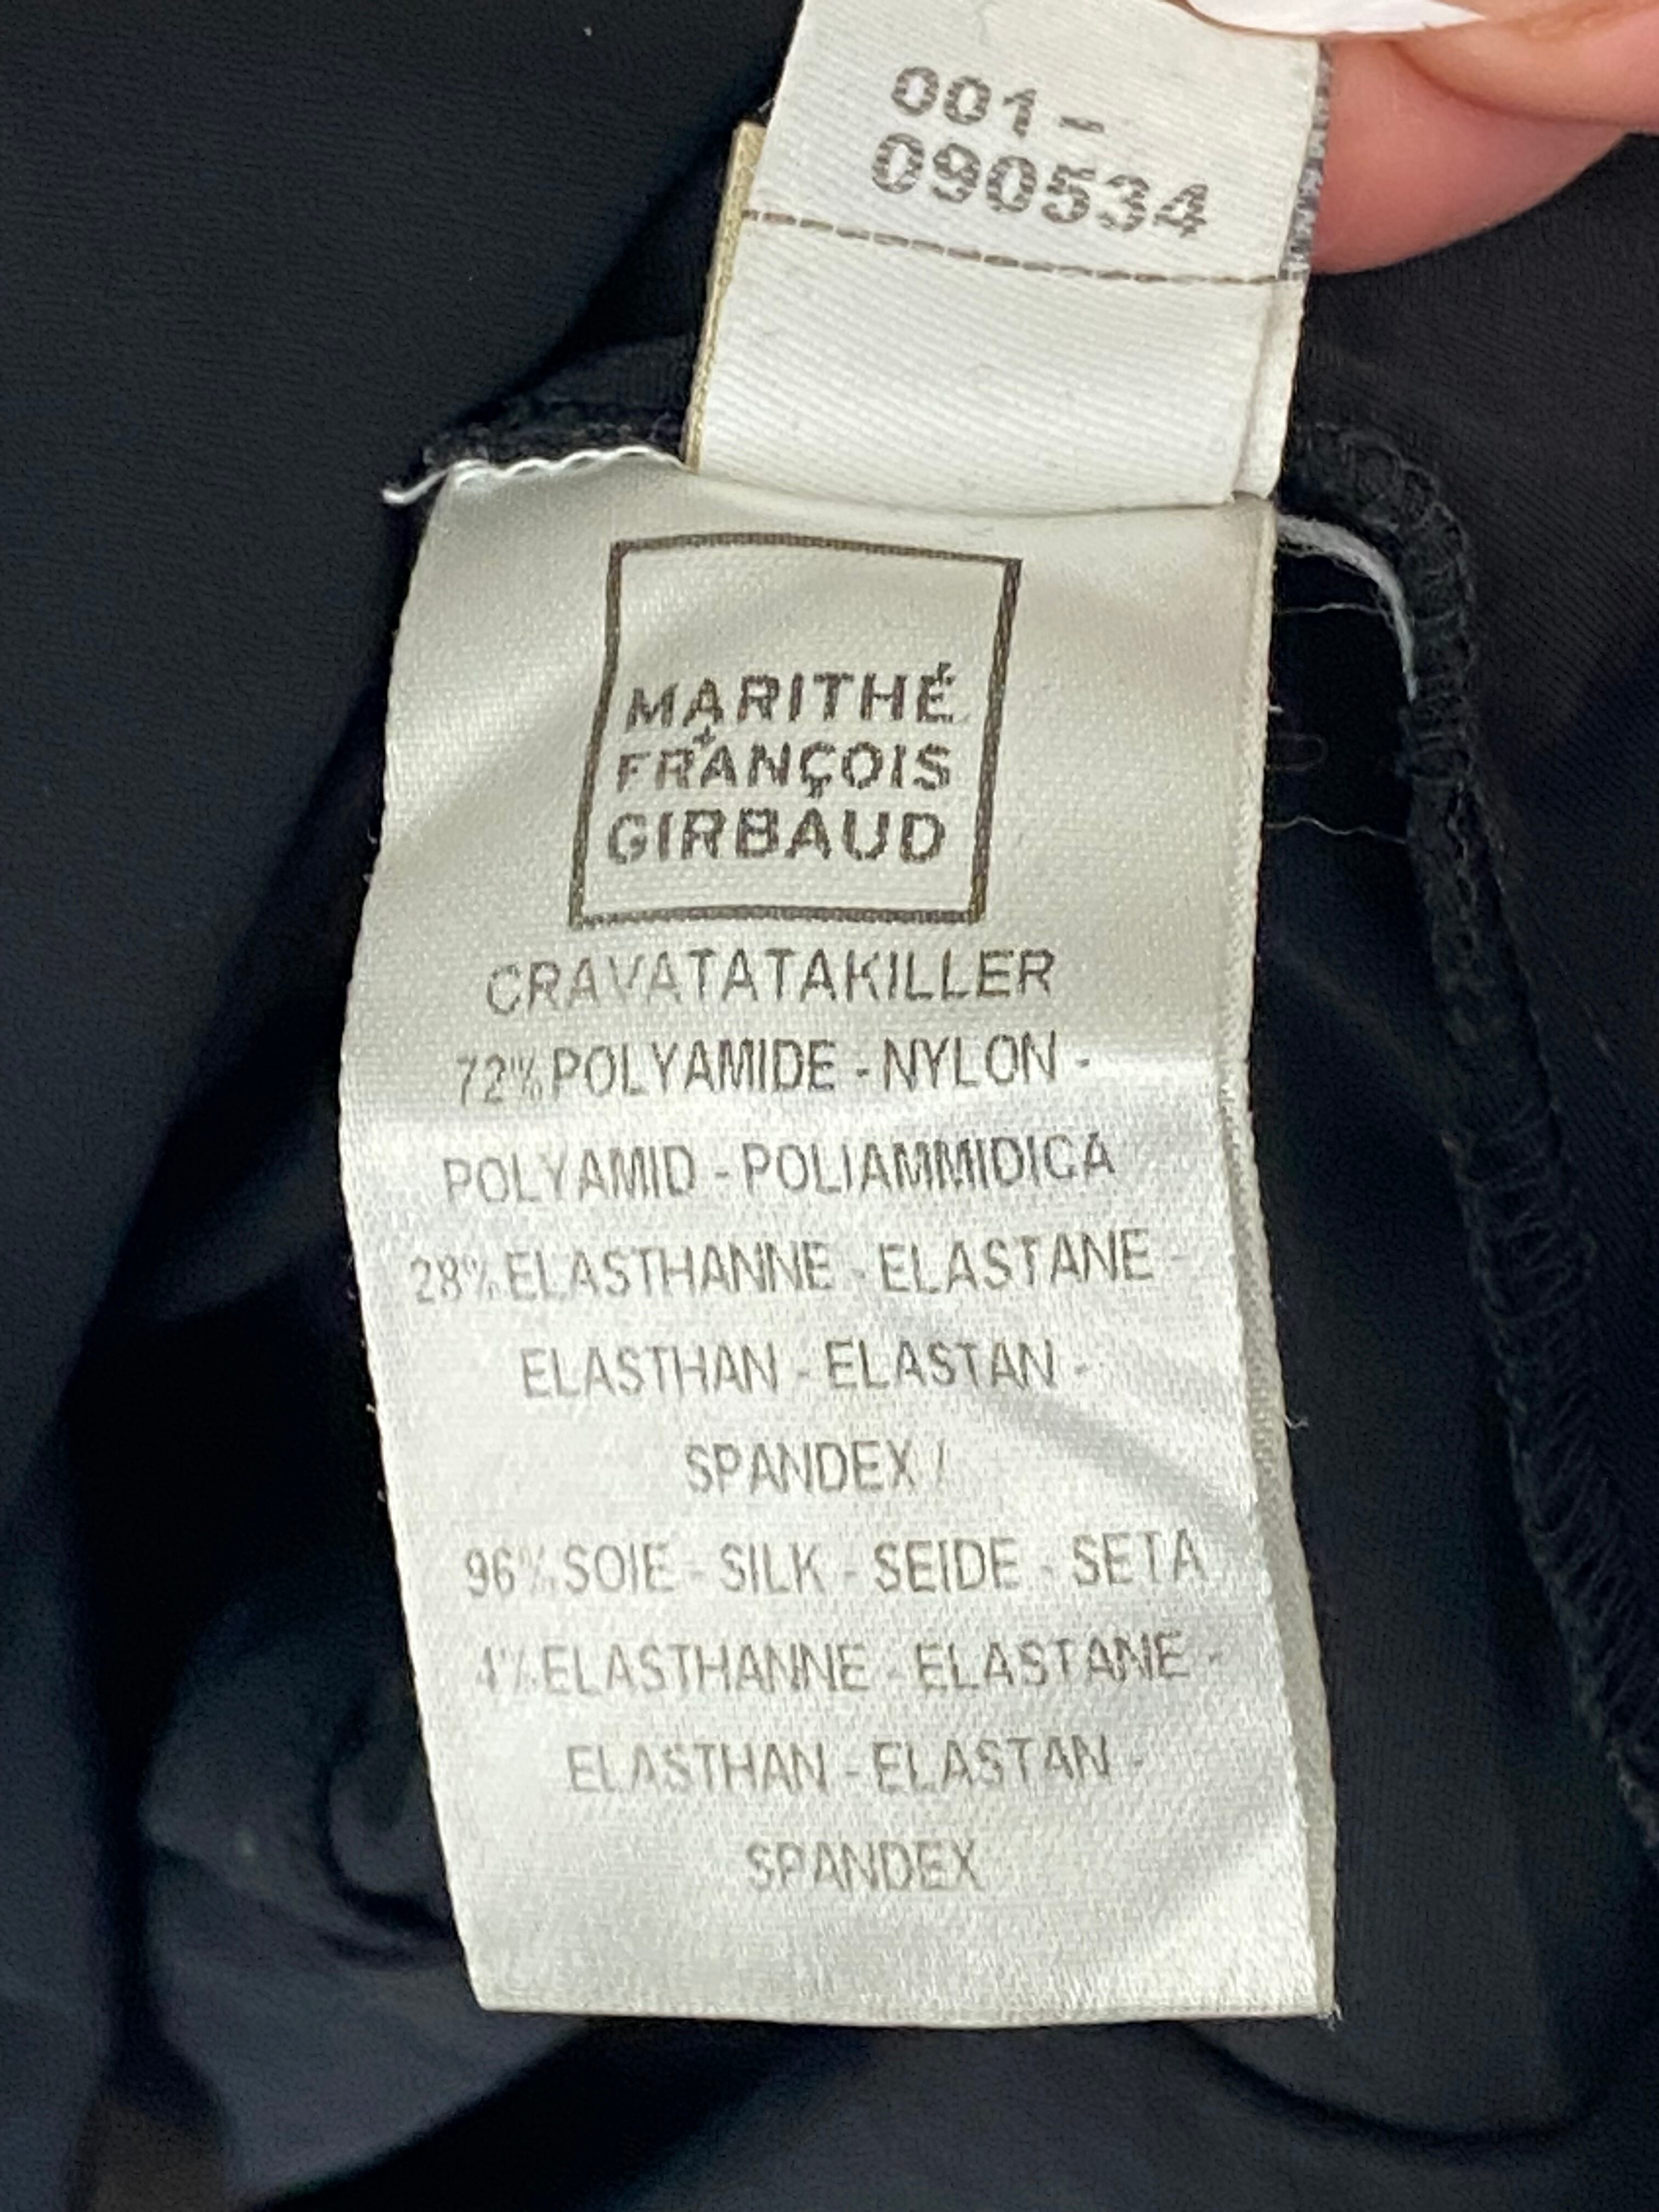 001-
090534
MARITHÉ
+
FRANÇOIS
GIRBAUD
CRAVATATAKILLER
72% POLYAMIDE - NYLON -
POLYAMID - POLIAMMIDICA
28% ELASTHANNE - ELASTANE -
ELASTHAN - ELASTAN -
SPANDEX /
96% SOIE - SILK - SEIDE - SETA
4% ELASTHANNE - ELASTANE -
ELASTHAN - ELASTAN -
SPANDEX